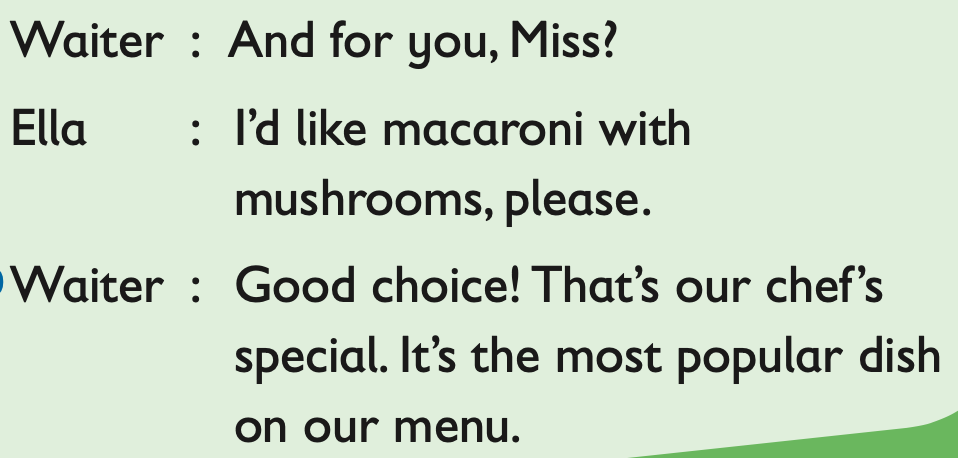 Waiter : And for you, Miss?
Ella : I’d like macaroni with
mushrooms, please.
Waiter : Good choice! That’s our chef’s
special. It’s the most popular dish
on our menu.